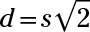 d = s√2